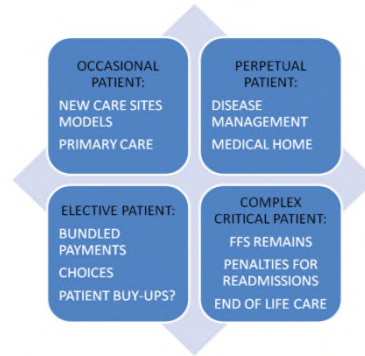 OCCASIONAL
PATIENT:
NEW CARE SITES
MODELS
PRIMARY CARE
PERPETUAL
PATIENT:
DISEASE
MANAGEMENT
MEDICAL HOME
ELECTIVE PATIENT:
BUNDLED
PAYMENTS
CHOICES
PATIENT BUY-UPS?
COMPLEX
CRITICAL PATIENT:
FFS REMAINS
PENALTIES FOR
READMISSIONS
END OF LIFE CARE